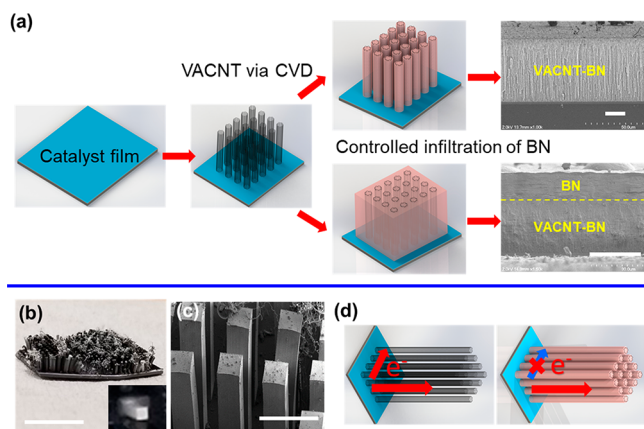 (a)
VACNT via CVD
Catalyst film
VACNT-BN
Controlled infiltration of BN
BN
VACNT-BN
(b)
(c)
(d)
e-
e-